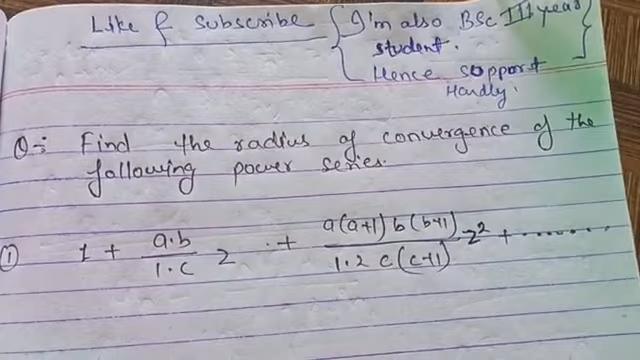 Like & Subscribe { I'm also BSc III year }
student.
Hence support
Hardly.
Q:- Find the radius of convergence of the
following power series.
① 1 + a.b/1.c z + a(a+1) b(b+1)/1.2 c(c+1) z² + ........